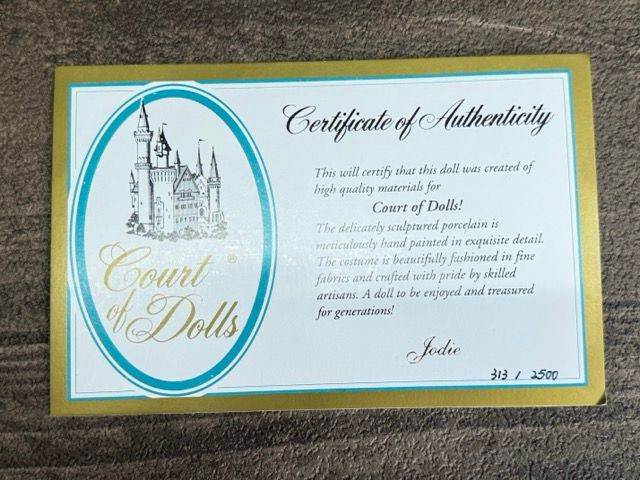 Certificate of Authenticity
This will certify that this doll was created of
high quality materials for
Court of Dolls!
The delicately sculptured porcelain is
meticulously hand painted in exquisite detail.
The costume is beautifully fashioned in fine
fabrics and crafted with pride by skilled
artisans. A doll to be enjoyed and treasured
for generations!
Jodie
313 / 2500
Court ®
of Dolls